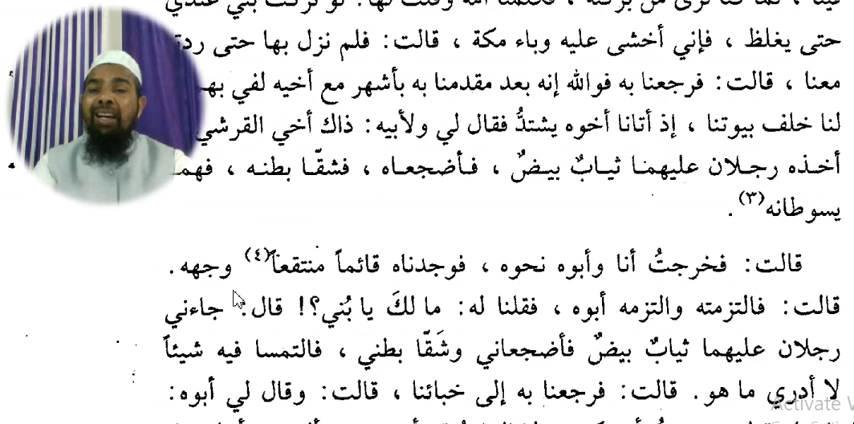 حتى يغلظ ، فإني أخشى عليه وباء مكة ، قالت: فلم نزل بها حتى
معنا ، قالت: فرجعنا به فوالله إنه بعد مقدمنا به بأشهر مع أخيه لفي
لنا خلف بيوتنا ، إذ أتانا أخوه يشتدُّ فقال لي ولأبيه: ذاك أخي القرشي
أخذه رجلان عليهما ثيابٌ بيضٌ ، فأضجعاه ، فشقّا بطنه ،
يسوطانه(٣) .
قالت: فخرجتُ أنا وأبوه نحوه ، فوجدناه قائماً منتقعاً(٤) وجهه.
قالت: فالتزمته والتزمه أبوه ، فقلنا له: ما لكَ يا بُني؟! قال: جاءني
رجلان عليهما ثيابٌ بيضٌ فأضجعاني وشَقّا بطني ، فالتمسا فيه شيئاً
لا أدري ما هو. قالت: فرجعنا به إلى خبائنا ، قالت: وقال لي أبوه:
Activate